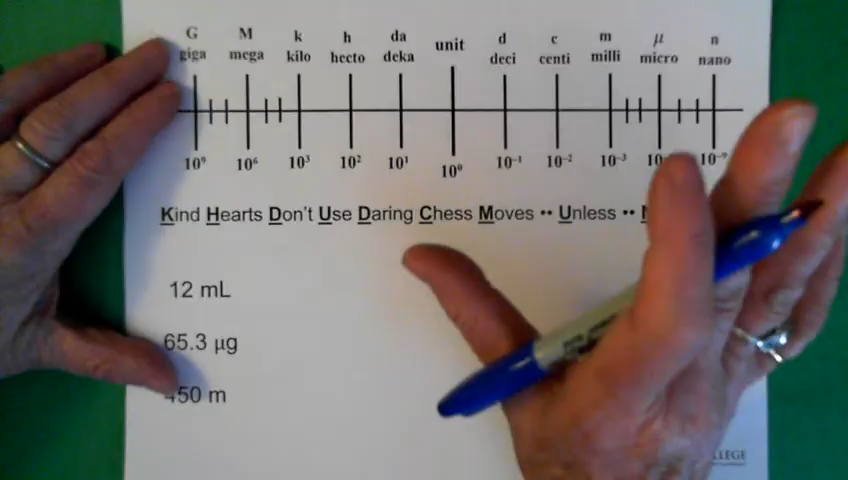 G M k h da unit d c m μ n
giga mega kilo hecto deka deci centi milli micro nano
10⁹ 10⁶ 10³ 10² 10¹ 10⁰ 10⁻¹ 10⁻² 10⁻³ 10 10⁻⁹
Kind Hearts Don't Use Daring Chess Moves •• Unless ••
12 mL
65.3 μg
450 m